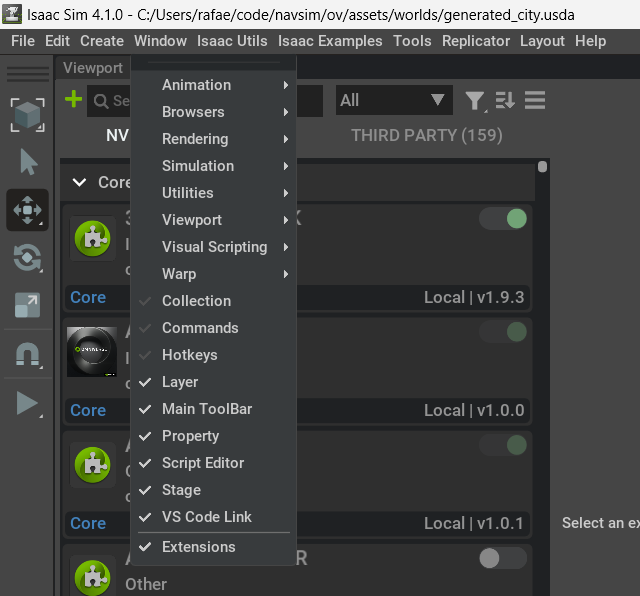 Isaac Sim 4.1.0 - C:/Users/rafae/code/navsim/ov/assets/worlds/generated_city.usda
File Edit Create Window Isaac Utils Isaac Examples Tools Replicator Layout Help
Viewport
Se
All
NV
THIRD PARTY (159)
Core
Animation
Browsers
Rendering
Simulation
Utilities
Viewport
Visual Scripting
Warp
Collection
Commands
Hotkeys
Layer
Main ToolBar
Property
Script Editor
Stage
VS Code Link
Extensions
K
Core
Local | v1.9.3
Core
Local | v1.0.0
Core
Local | v1.0.1
Select an ex
R
Other